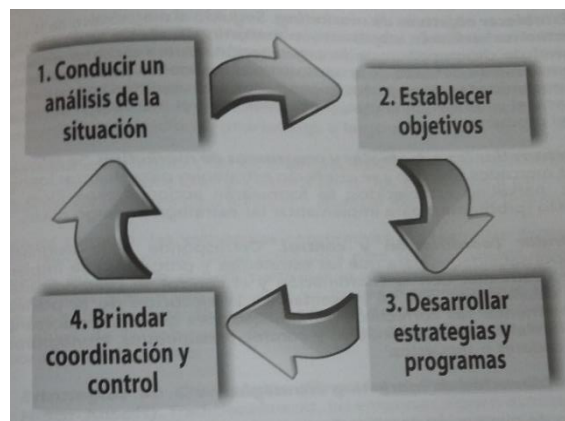 1. Conducir un
análisis de la
situación
2. Establecer
objetivos
3. Desarrollar
estrategias y
programas
4. Brindar
coordinación y
control